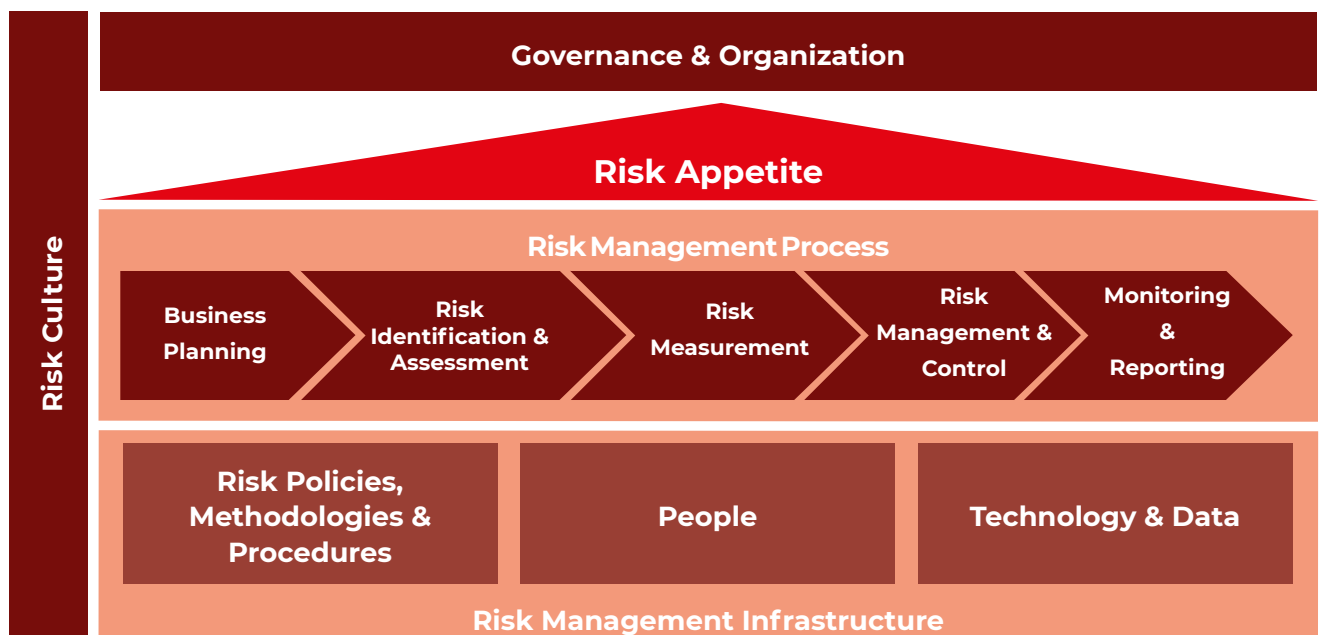 Governance & Organization
Risk Appetite
Risk Culture
Risk Management Process
Business
Planning
Risk
Identification &
Assessment
Risk
Measurement
Risk
Management &
Control
Monitoring
&
Reporting
Risk Policies,
Methodologies &
Procedures
People
Technology & Data
Risk Management Infrastructure